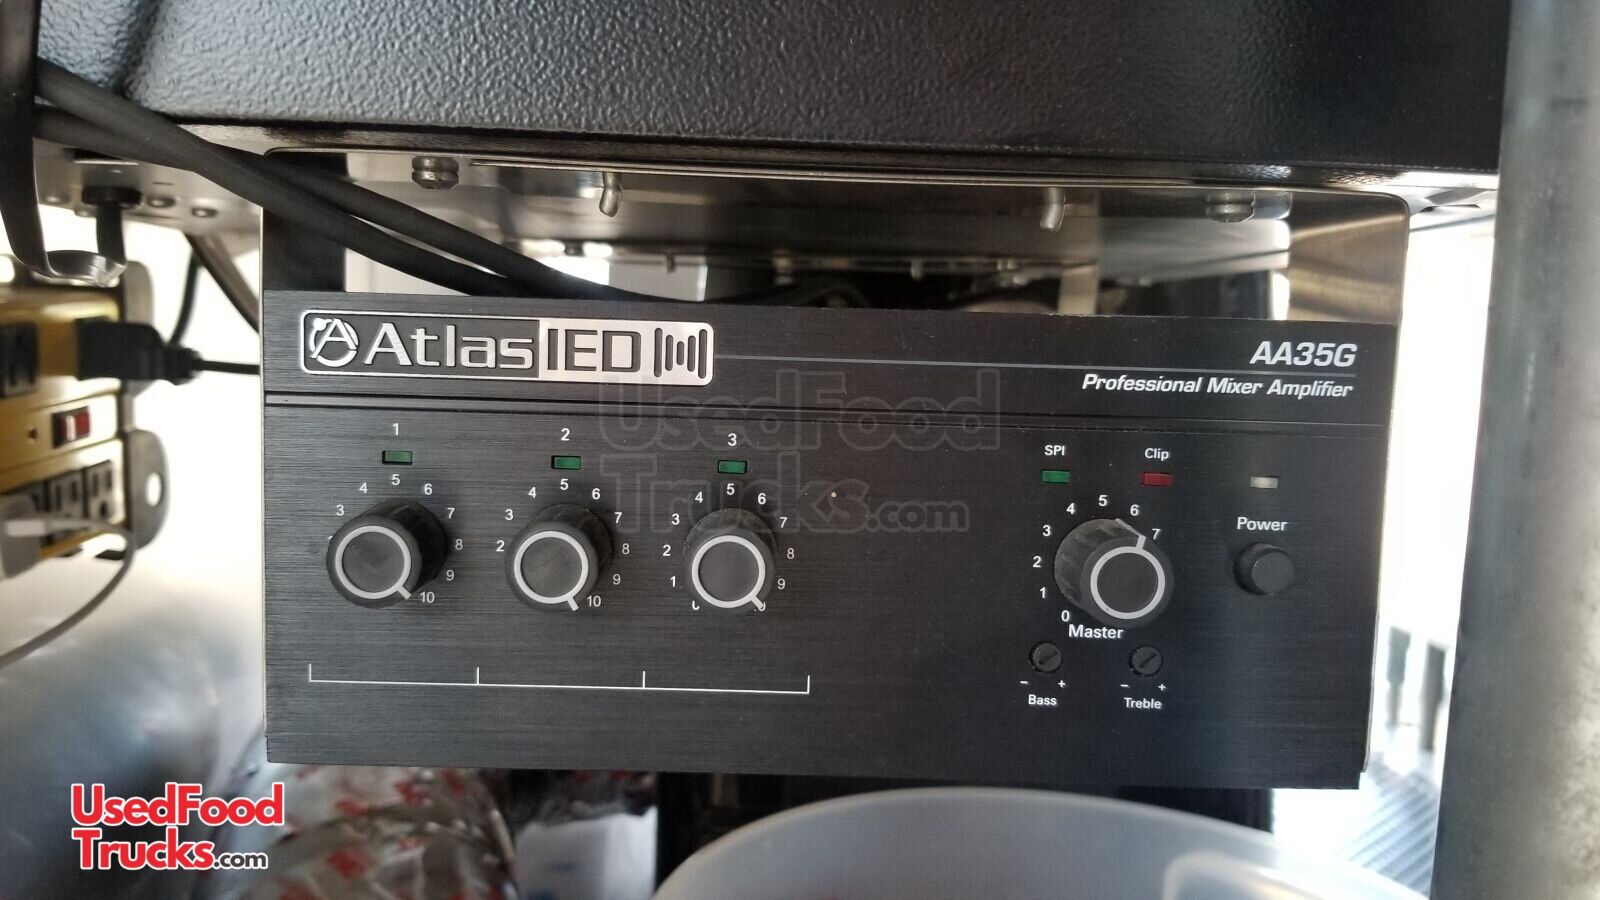 AtlasIED
AA35G
Professional Mixer Amplifier
UsedFood
Trucks.com
1
2
3
SPI
Clip
Power
3 4 5 6 7 8 9 10
2 3 4 5 6 7 8 9 10
1 2 3 4 5 6 7 8 9
0 1 2 3 4 5 6 7
Master
- +
Bass
- +
Treble
UsedFood
Trucks.com